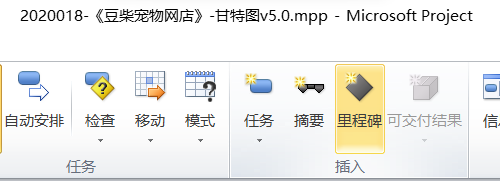 2020018-《豆柴宠物网店》-甘特图v5.0.mpp - Microsoft Project
自动安排 检查 移动 模式 任务 摘要 里程碑 可交付结果 信
任务 插入